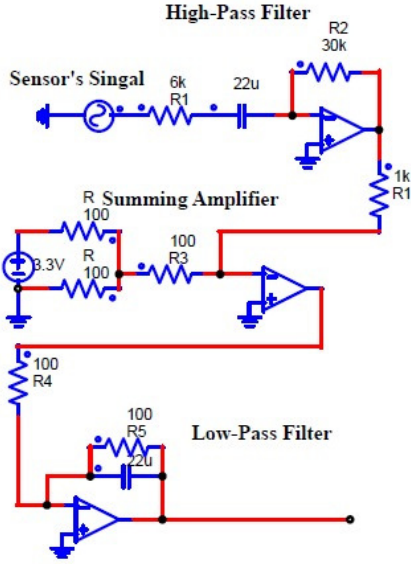 High-Pass Filter
R2
30k
Sensor's Singal
6k
R1
22u
1k
R1
R Summing Amplifier
100
100
R3
3.3V
R
100
100
R4
100
R5
22u
Low-Pass Filter